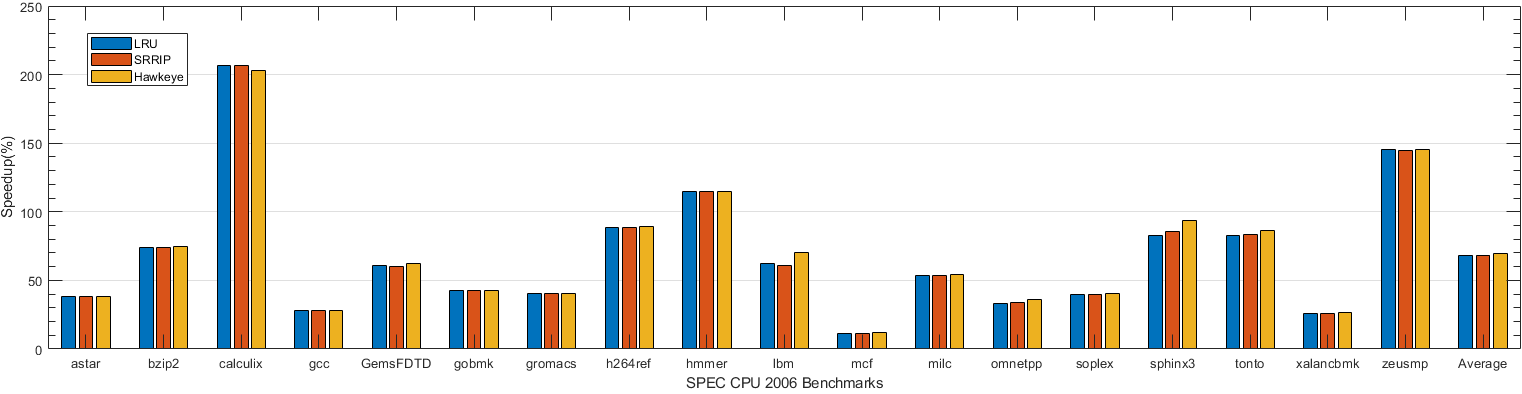 250
200
150
100
50
0
Speedup(%)
LRU
SRRIP
Hawkeye
astar bzip2 calculix gcc GemsFDTD gobmk gromacs h264ref hmmer lbm mcf milc omnetpp soplex sphinx3 tonto xalancbmk zeusmp Average
SPEC CPU 2006 Benchmarks